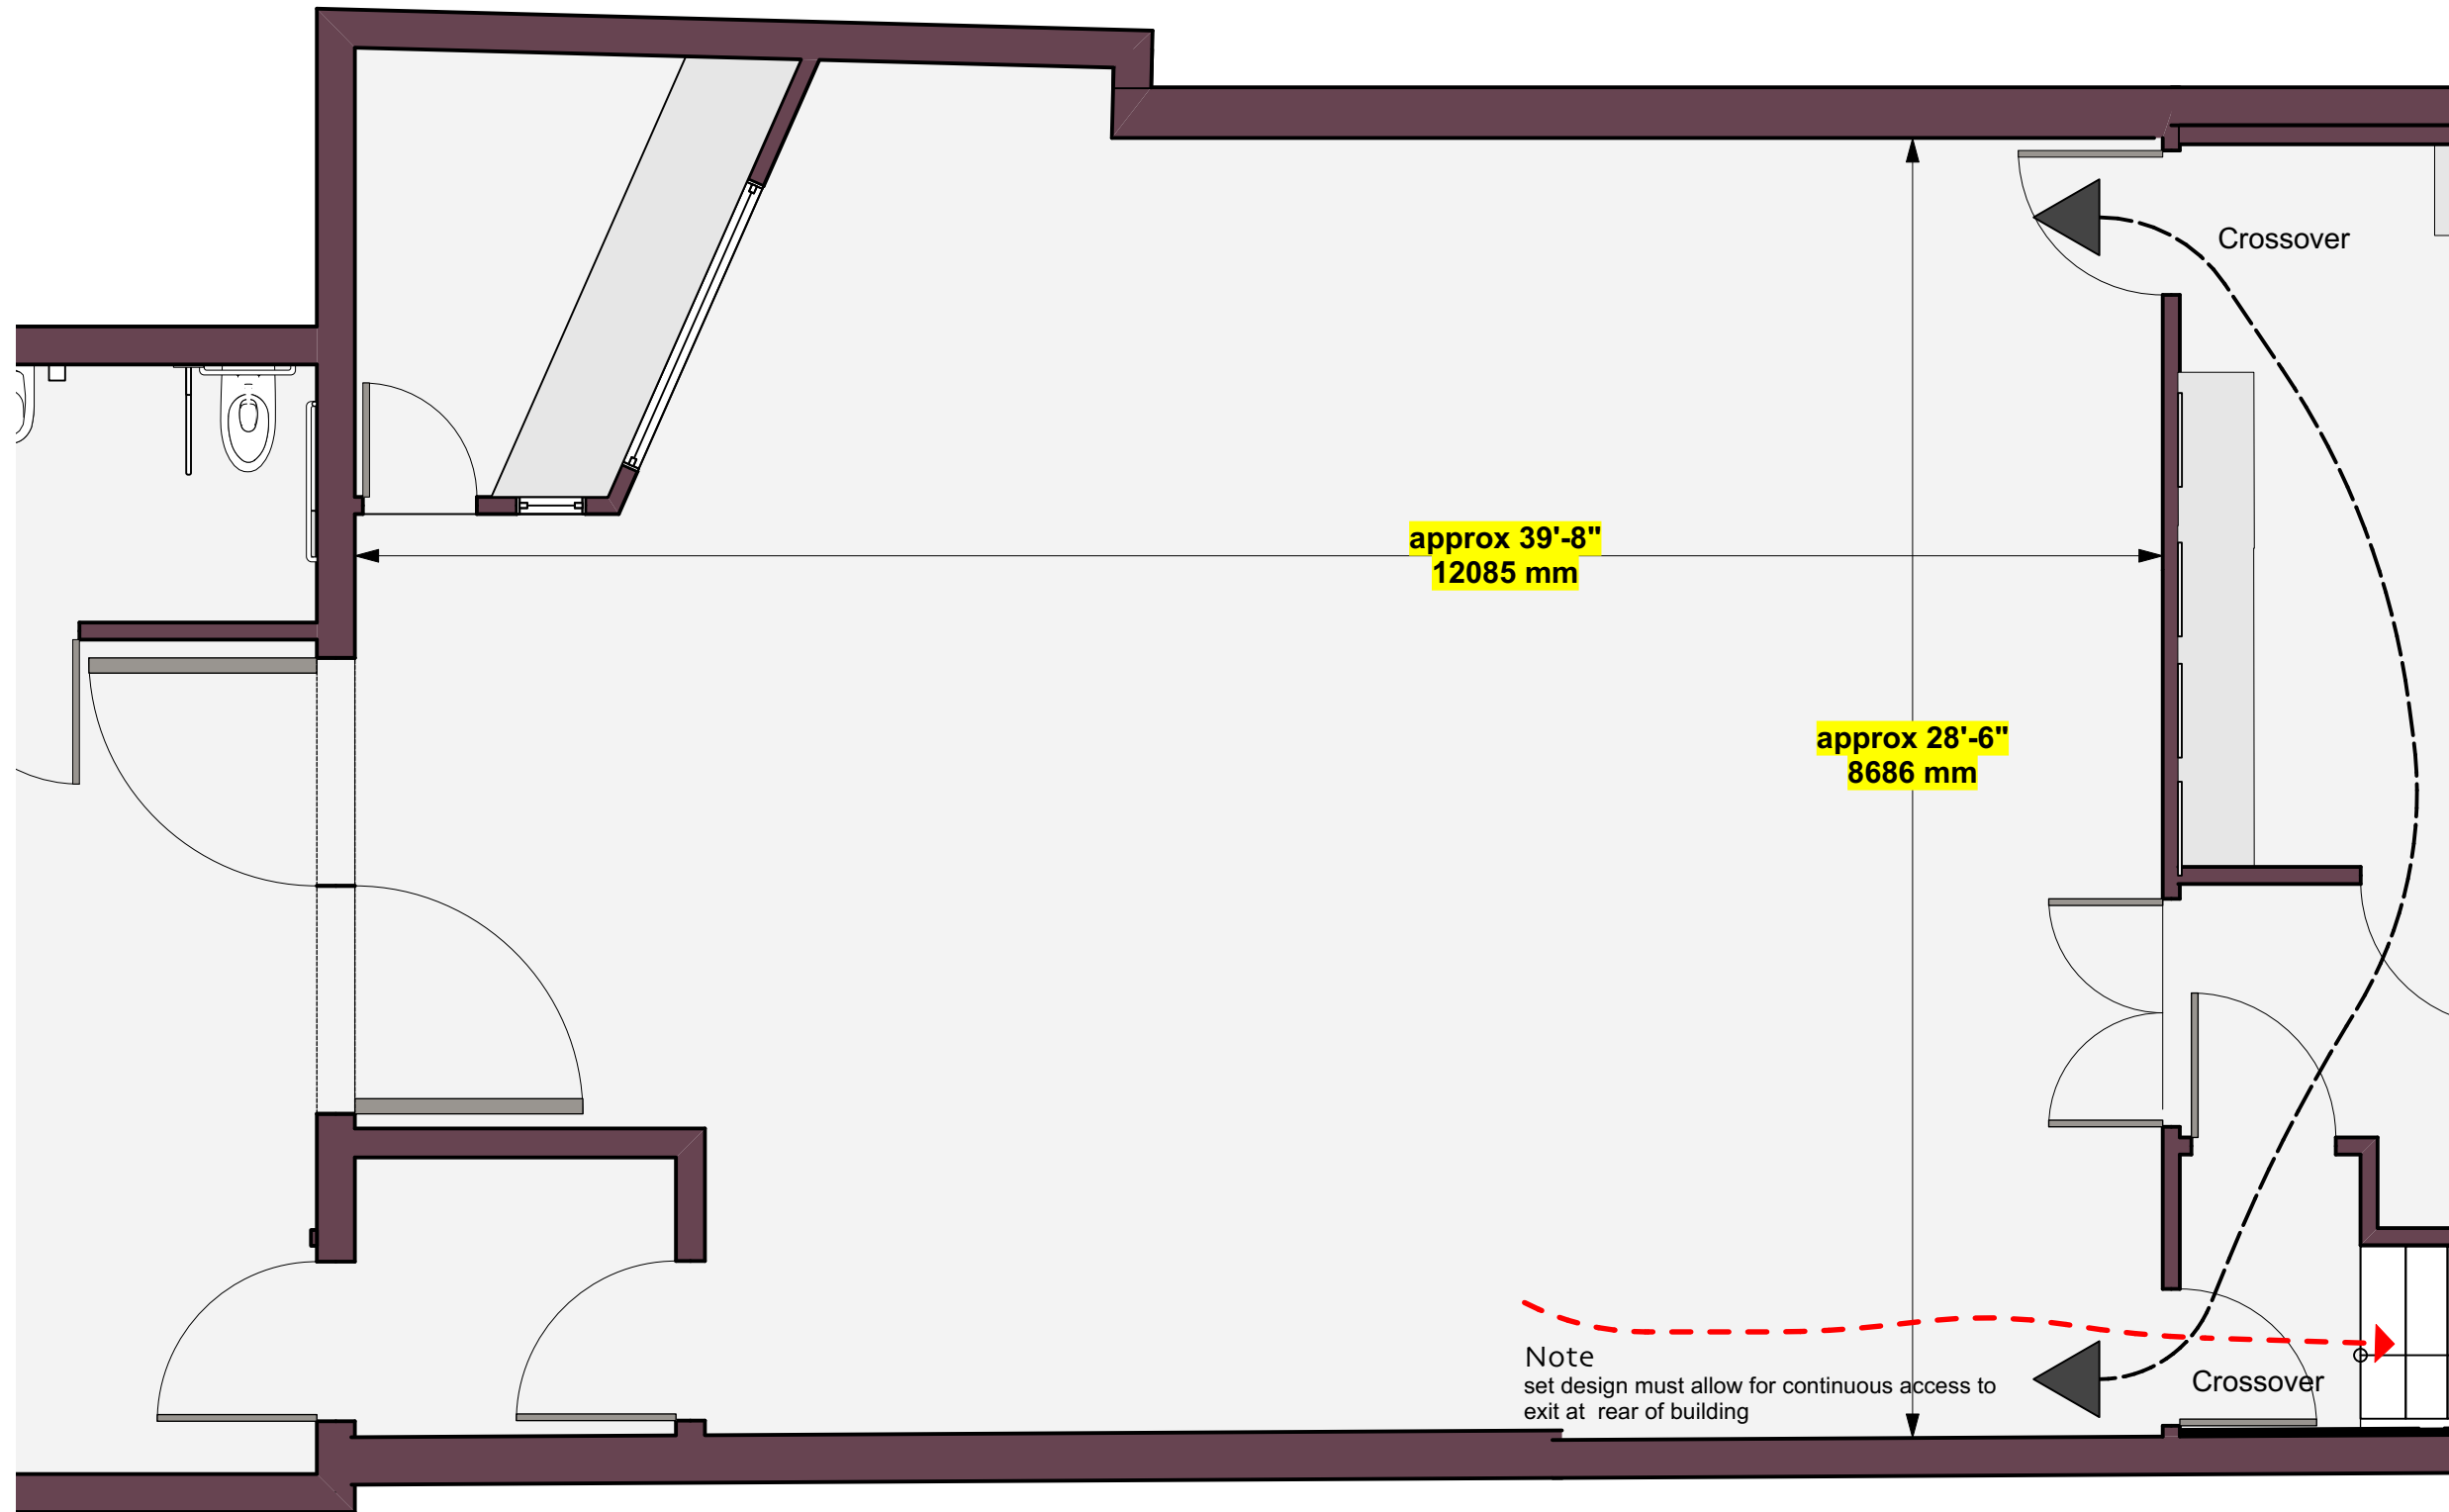 Crossover
approx 39'-8"
12085 mm
approx 28'-6"
8686 mm
Note
set design must allow for continuous access to
exit at rear of building
Crossover